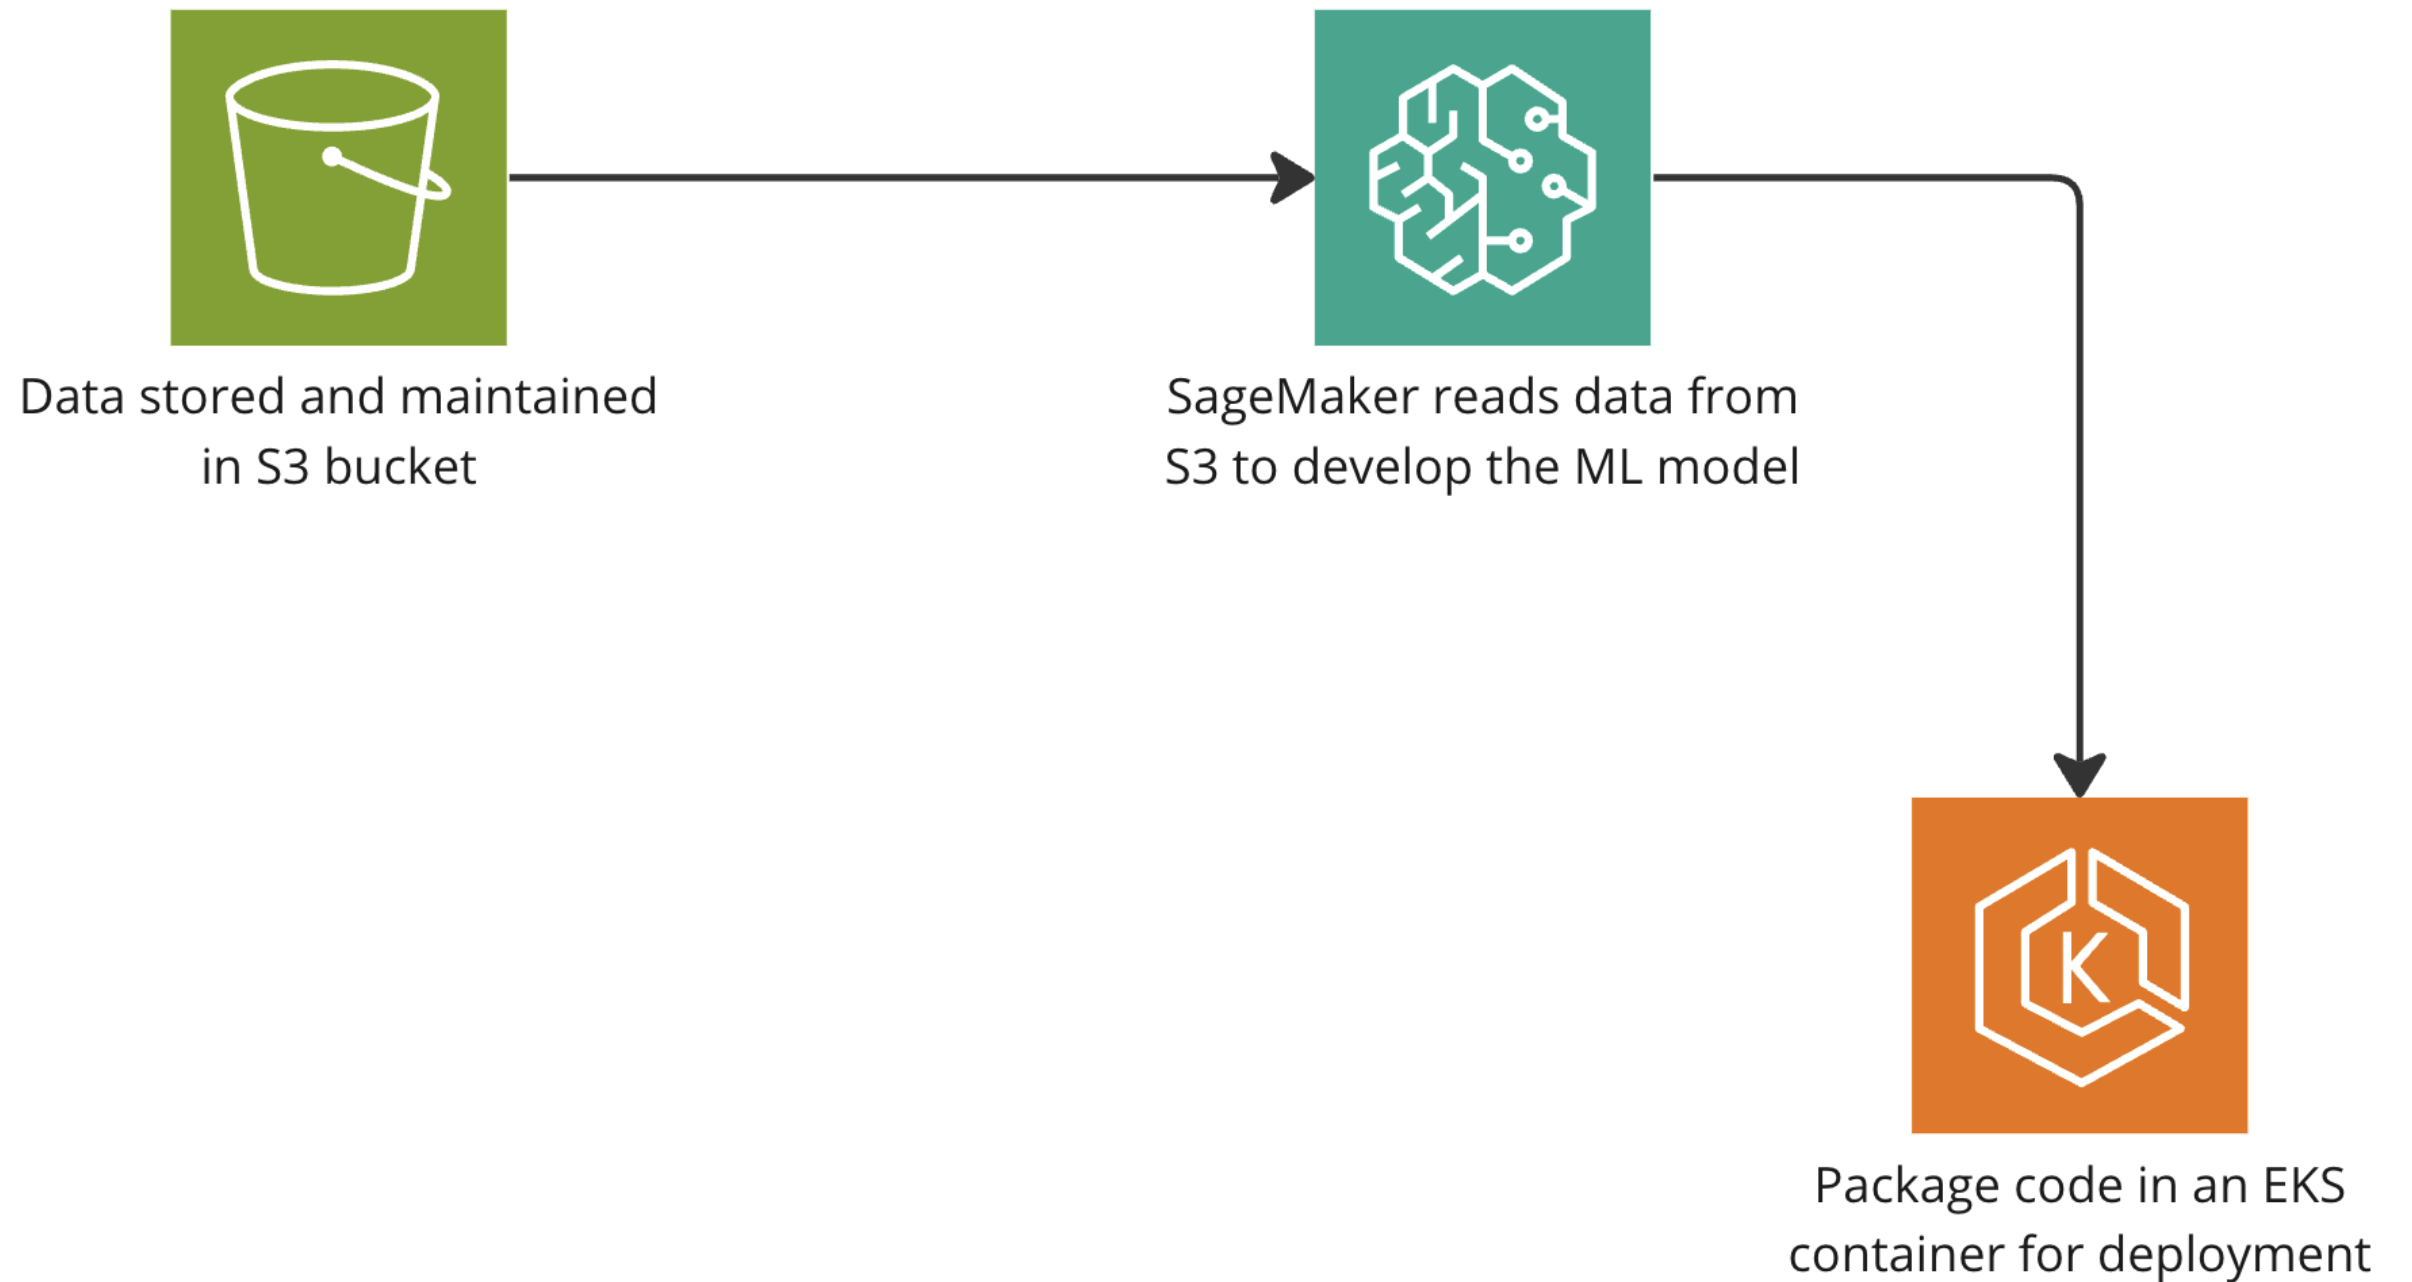 Data stored and maintained
in S3 bucket
SageMaker reads data from
S3 to develop the ML model
K
Package code in an EKS
container for deployment